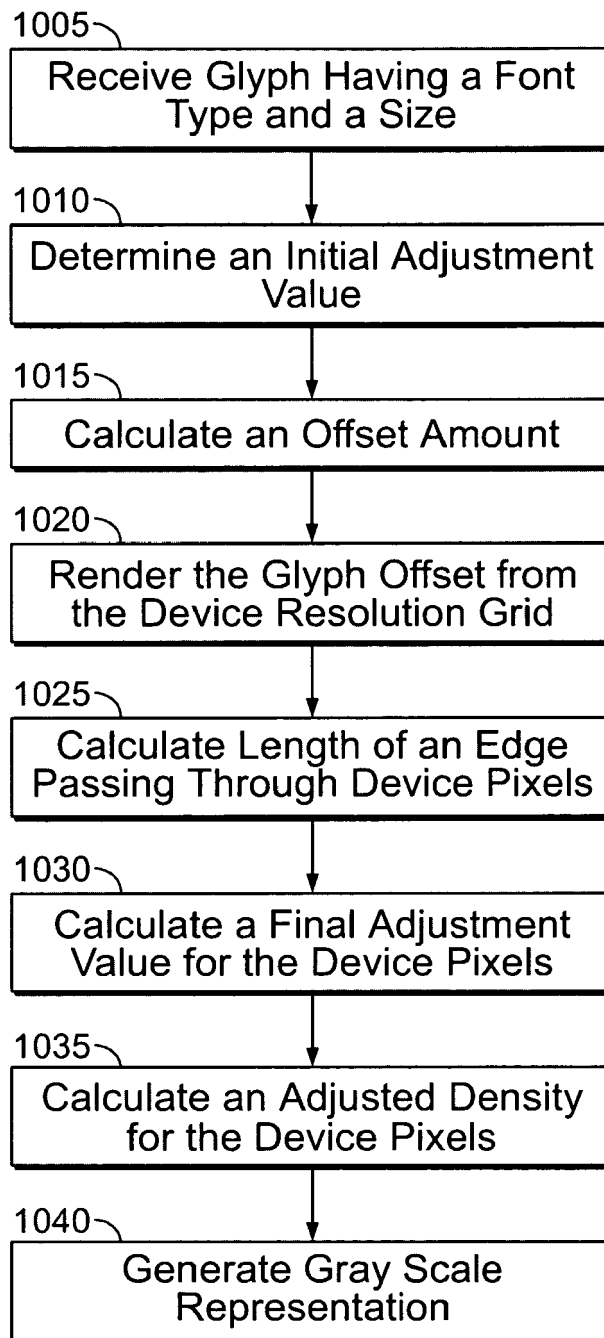 1005
Receive Glyph Having a Font
Type and a Size
1010
Determine an Initial Adjustment
Value
1015
Calculate an Offset Amount
1020
Render the Glyph Offset from
the Device Resolution Grid
1025
Calculate Length of an Edge
Passing Through Device Pixels
1030
Calculate a Final Adjustment
Value for the Device Pixels
1035
Calculate an Adjusted Density
for the Device Pixels
1040
Generate Gray Scale
Representation